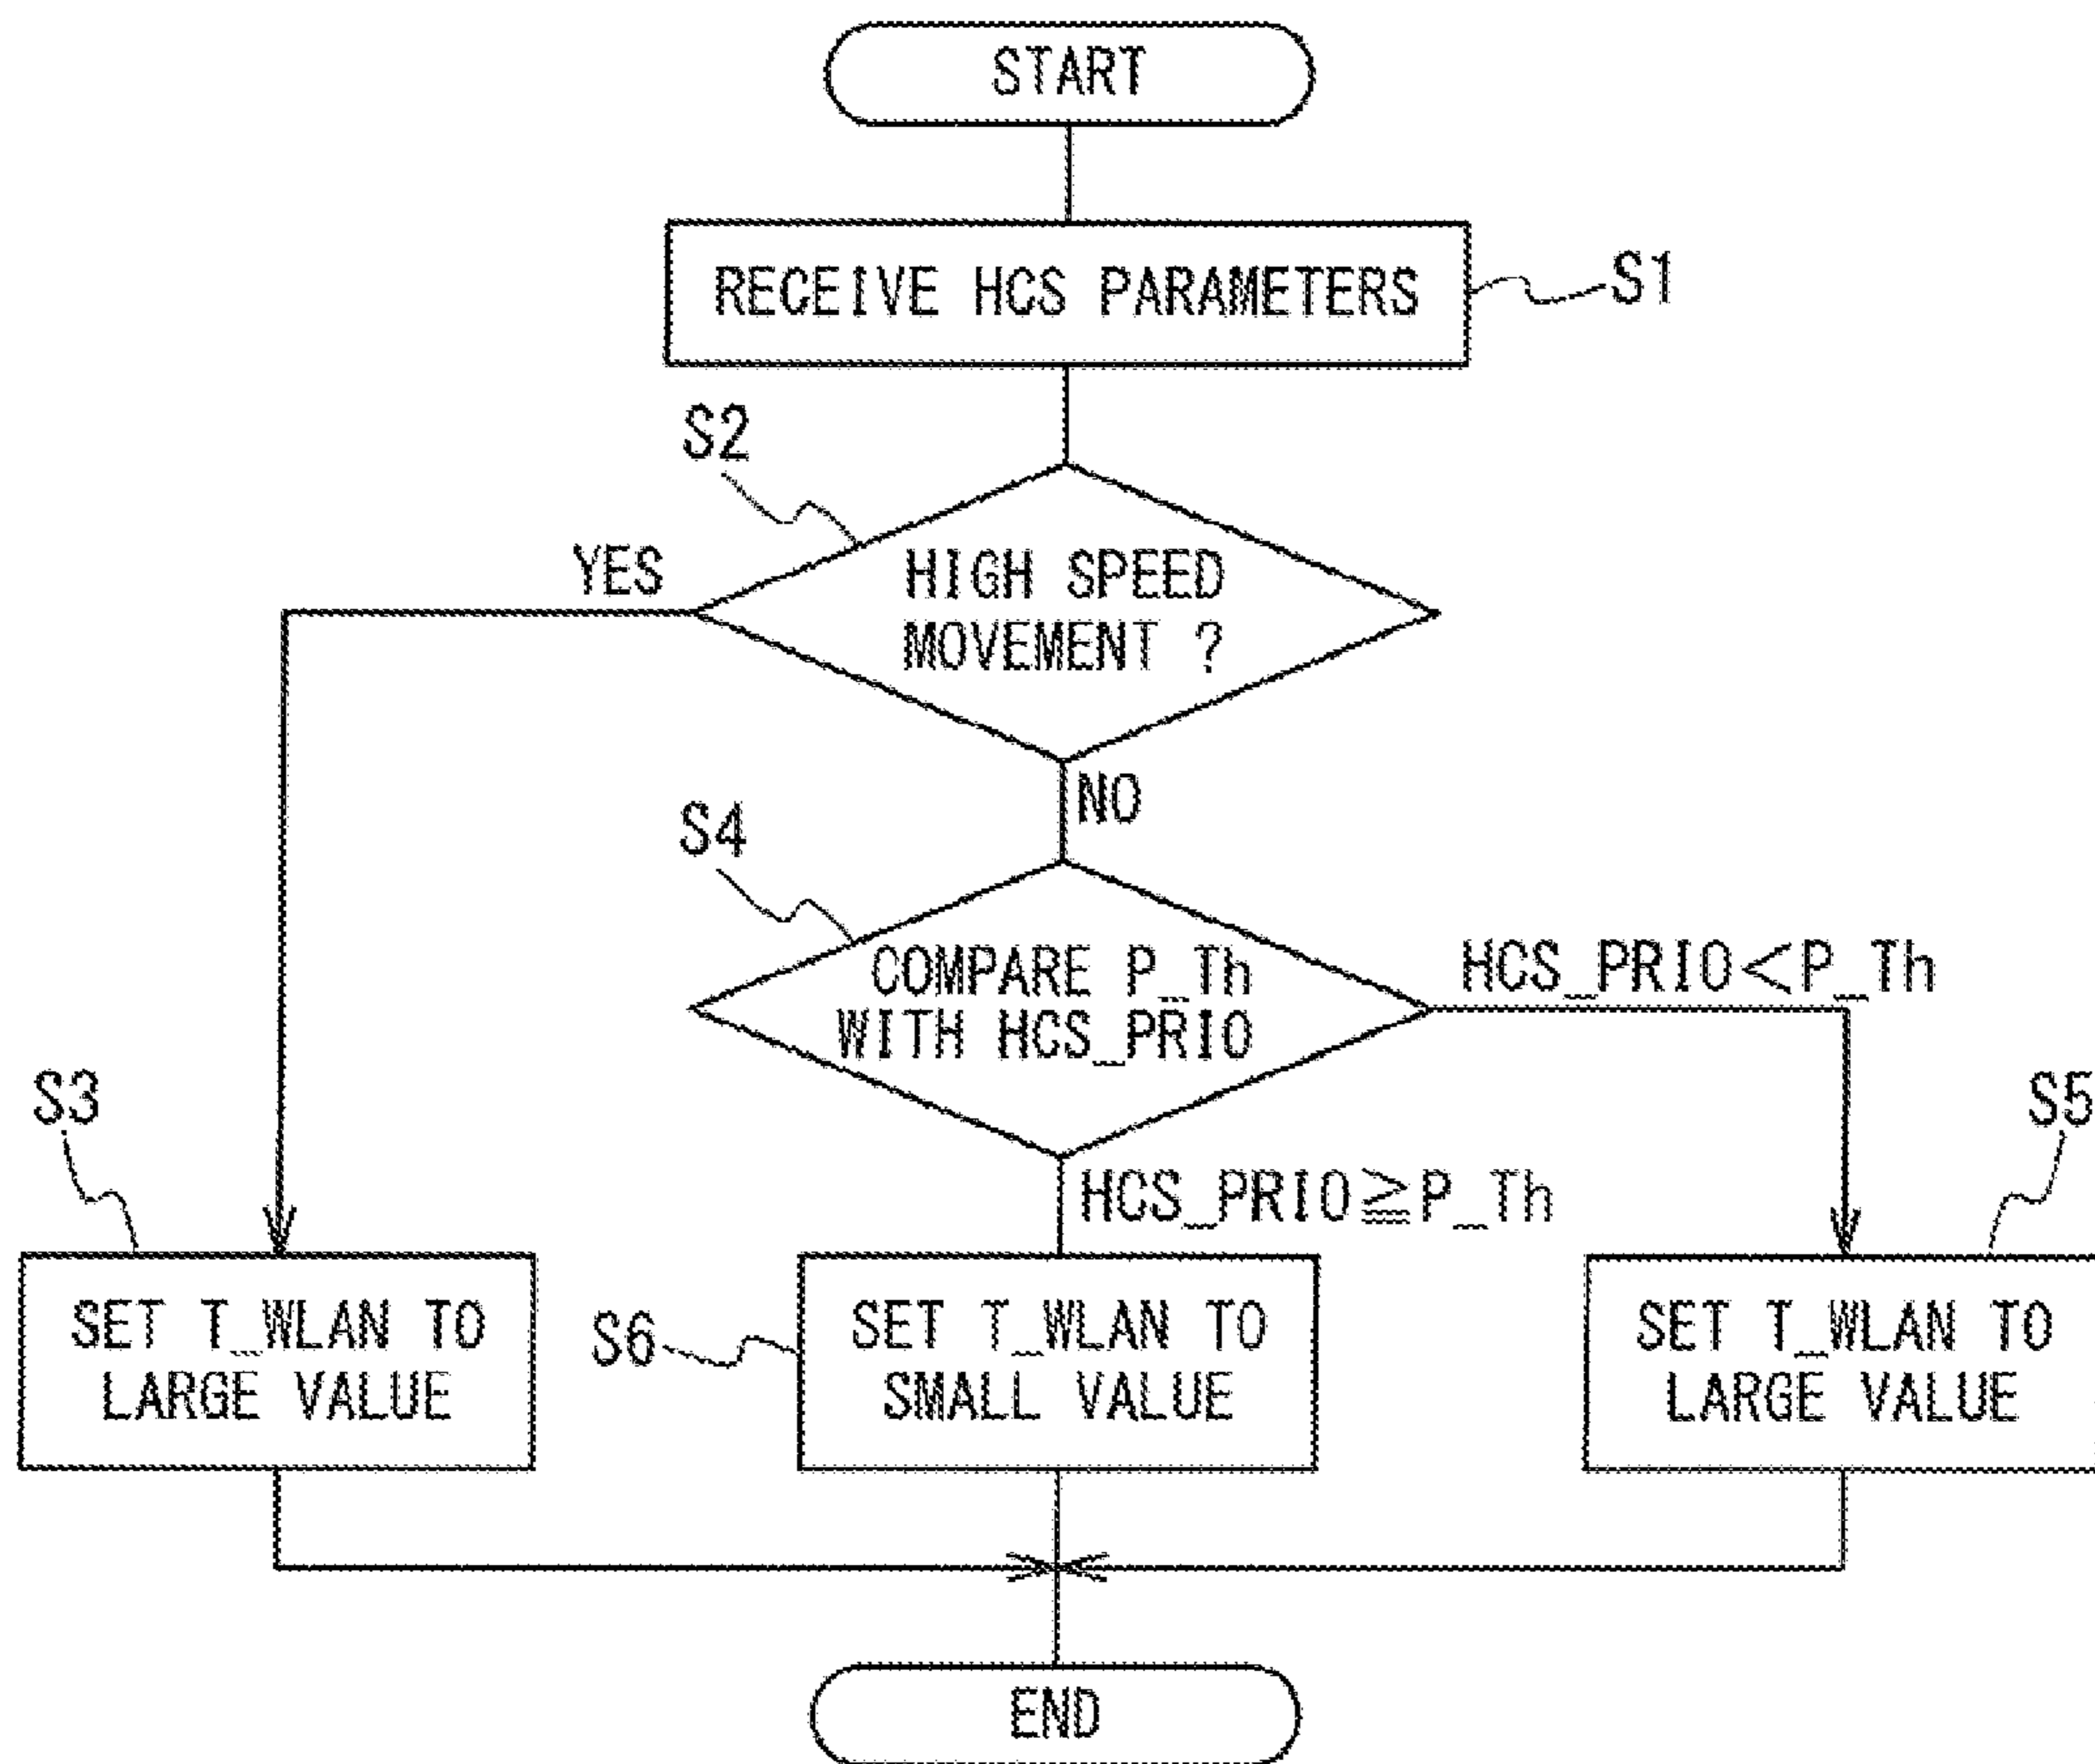 START
RECEIVE HCS PARAMETERS
S1
S2
YES
HIGH SPEED
MOVEMENT ?
NO
S4
COMPARE P_Th
WITH HCS_PRIO
HCS_PRIO<P_Th
S3
S5
HCS_PRIO≧P_Th
SET T_WLAN TO
LARGE VALUE
S6
SET T_WLAN TO
SMALL VALUE
SET T_WLAN TO
LARGE VALUE
END